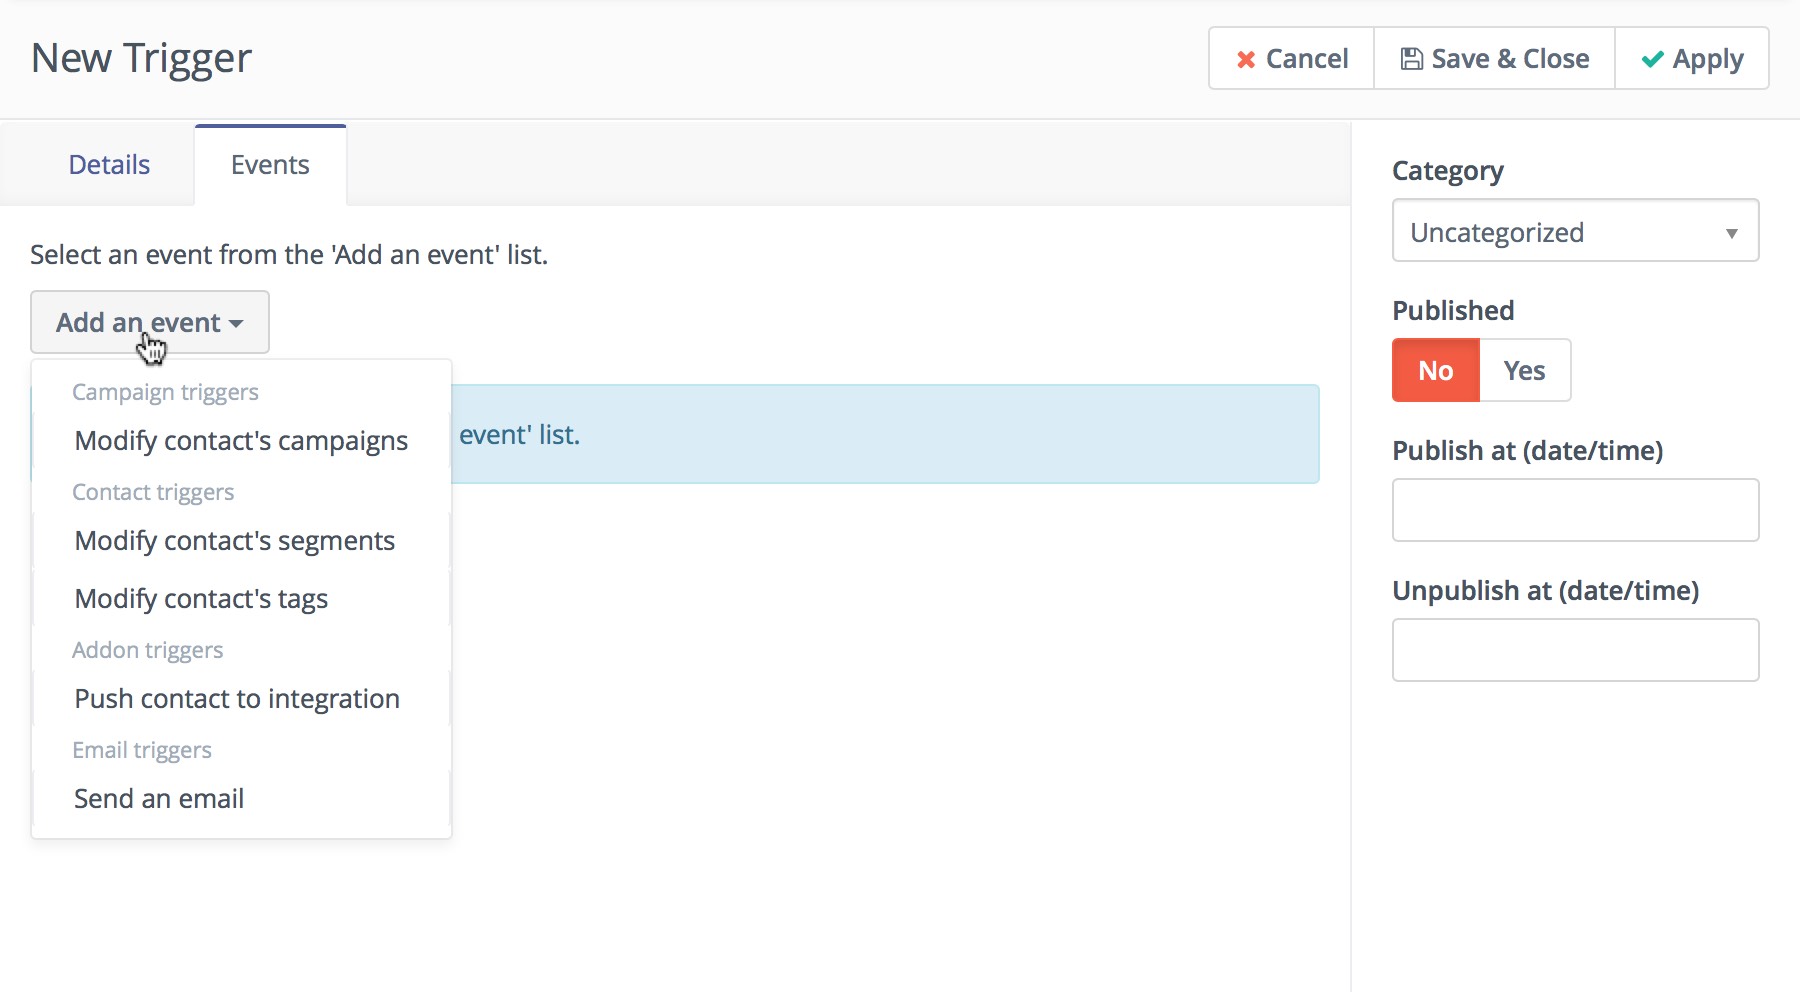 New Trigger
Cancel
Save & Close
Apply
Details
Events
Select an event from the 'Add an event' list.
Add an event
event' list.
Campaign triggers
Modify contact's campaigns
Contact triggers
Modify contact's segments
Modify contact's tags
Addon triggers
Push contact to integration
Email triggers
Send an email
Category
Uncategorized
Published
No
Yes
Publish at (date/time)
Unpublish at (date/time)